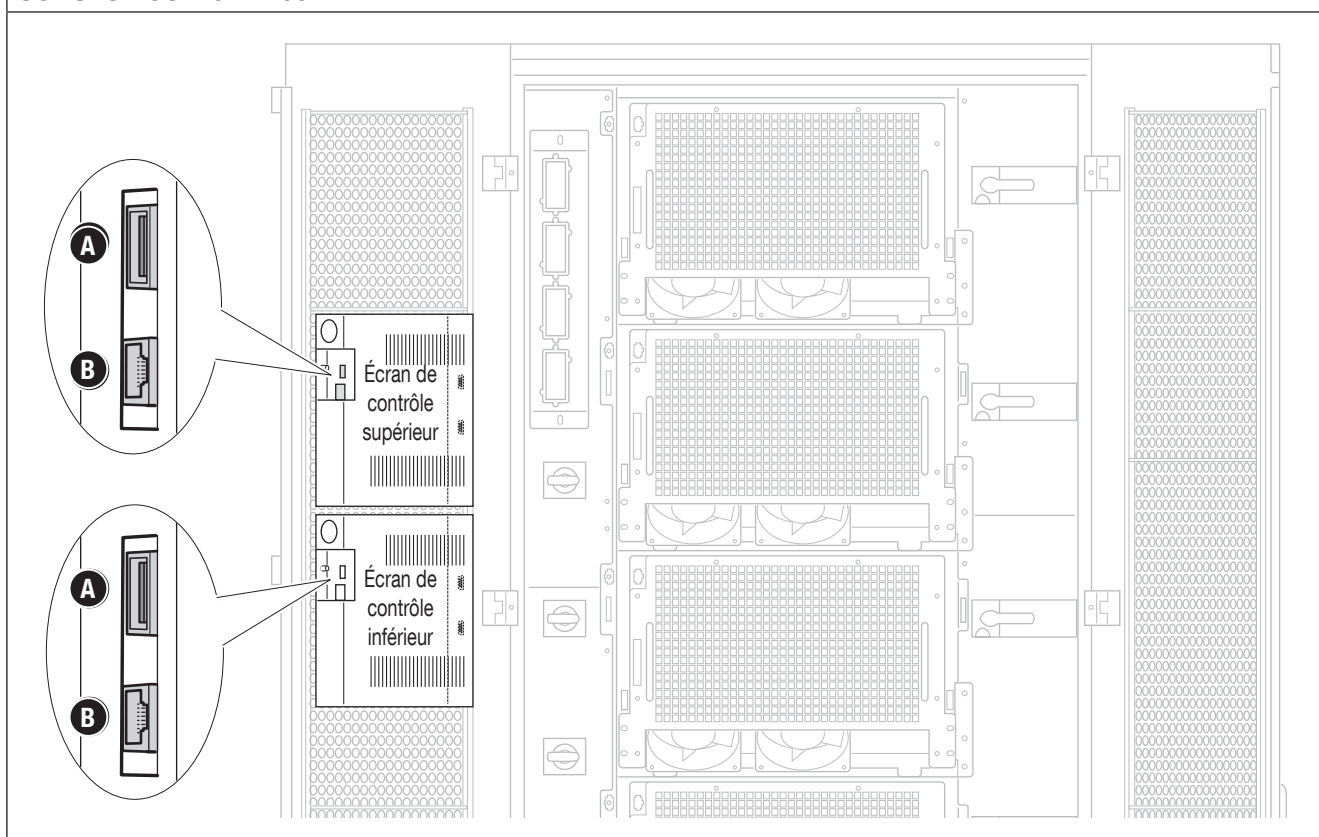 A
B
Écran de
contrôle
supérieur
A
B
Écran de
contrôle
inférieur